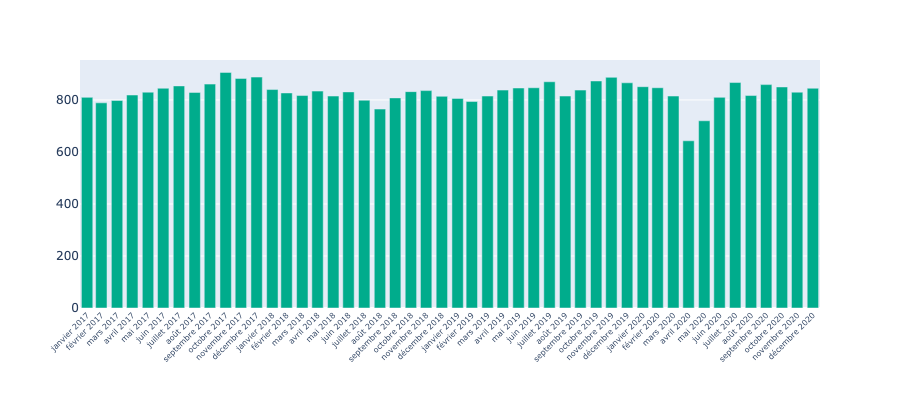 800
600
400
200
0
janvier 2017
février 2017
mars 2017
avril 2017
mai 2017
juin 2017
juillet 2017
août 2017
septembre 2017
octobre 2017
novembre 2017
décembre 2017
janvier 2018
février 2018
mars 2018
avril 2018
mai 2018
juin 2018
juillet 2018
août 2018
septembre 2018
octobre 2018
novembre 2018
décembre 2018
janvier 2019
février 2019
mars 2019
avril 2019
mai 2019
juin 2019
juillet 2019
août 2019
septembre 2019
octobre 2019
novembre 2019
décembre 2019
janvier 2020
février 2020
mars 2020
avril 2020
mai 2020
juin 2020
juillet 2020
août 2020
septembre 2020
octobre 2020
novembre 2020
décembre 2020